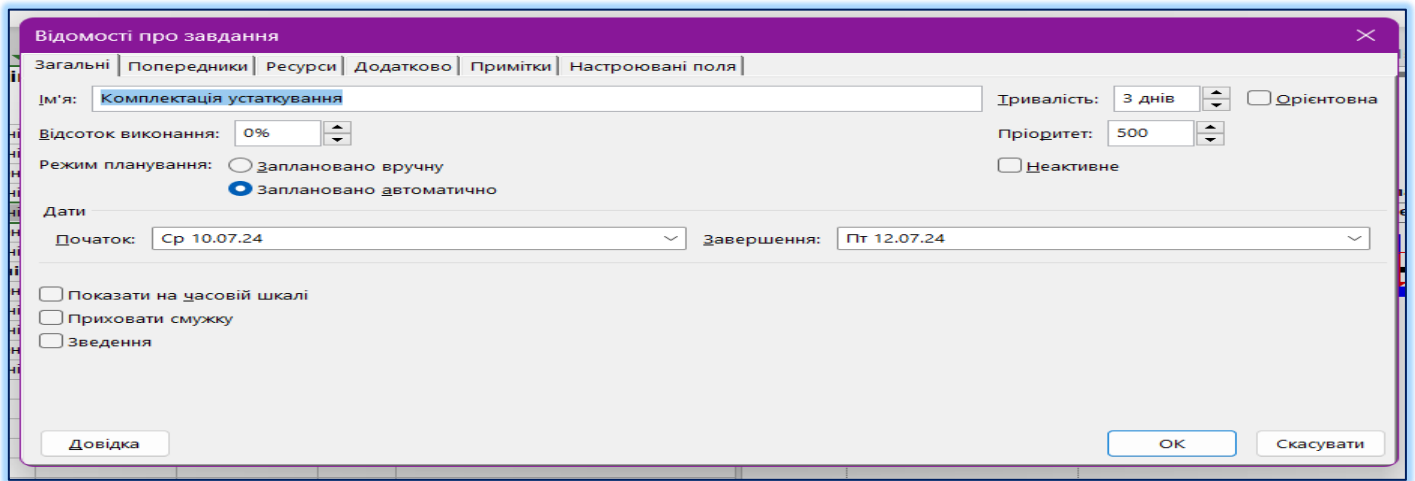 Відомості про завдання
Загальні Попередники Ресурси Додатково Примітки Настроювані поля
Ім'я: Комплектація устаткування Тривалість: 3 днів Орієнтовна
Відсоток виконання: 0% Пріоритет: 500
Режим планування: Заплановано вручну Неактивне
Заплановано автоматично
Дати
Початок: Ср 10.07.24 Завершення: Пт 12.07.24
Показати на часовій шкалі
Приховати смужку
Зведення
Довідка ОК Скасувати